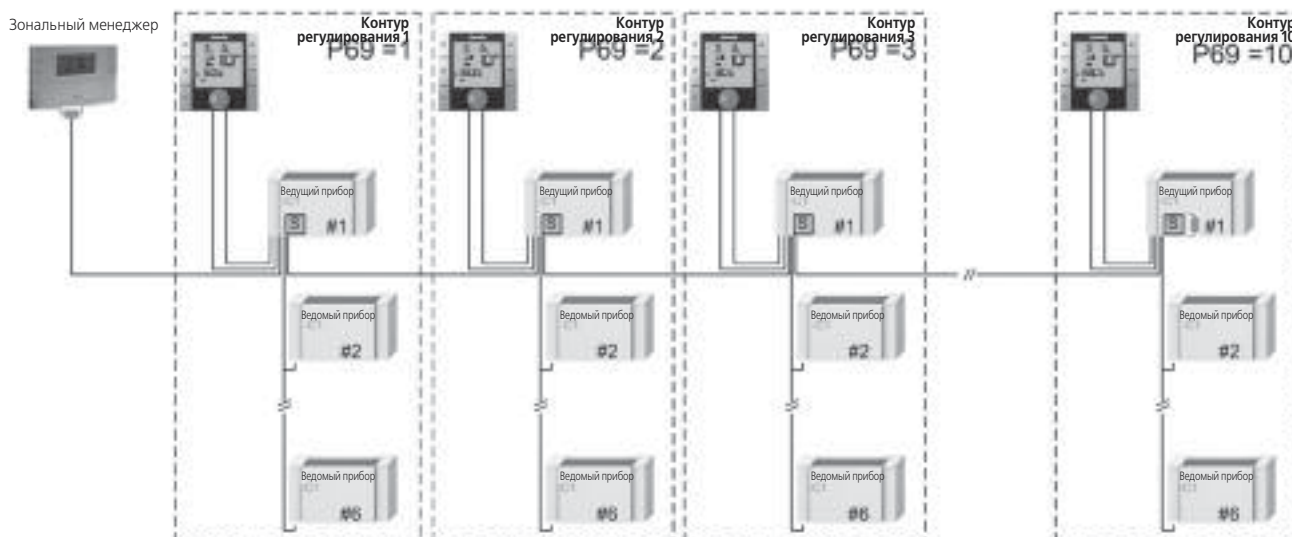 Зональный менеджер
Контур
регулирования 1
P69 =1
Контур
регулирования 2
P69 =2
Контур
регулирования 3
P69 =3
Контур
регулирования 10
P69 =10
Ведущий прибор
S #1
Ведущий прибор
S #1
Ведущий прибор
S #1
Ведущий прибор
S #1
Ведомый прибор
#2
Ведомый прибор
#2
Ведомый прибор
#2
Ведомый прибор
#2
Ведомый прибор
#6
Ведомый прибор
#6
Ведомый прибор
#6
Ведомый прибор
#6